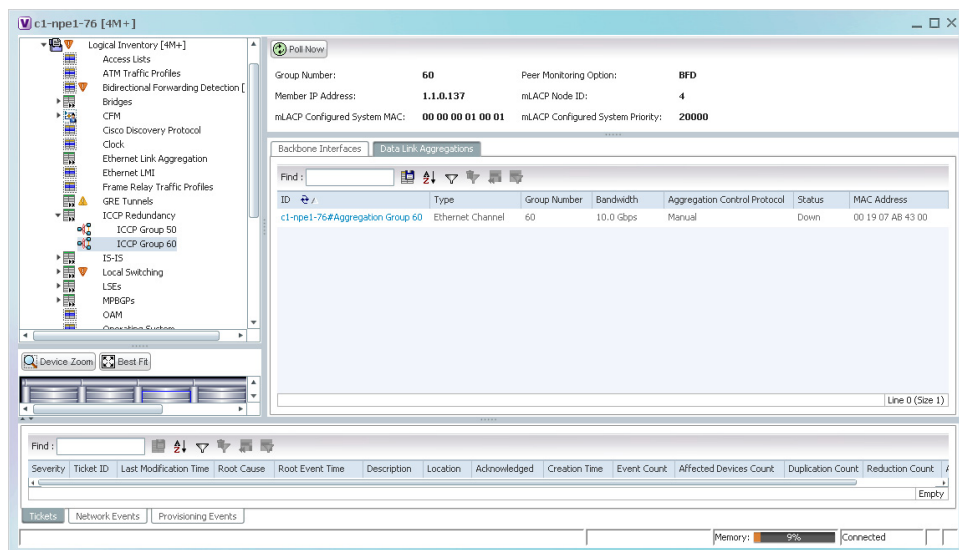 c1-npe1-76 [4M+]
Logical Inventory [4M+]
Access Lists
ATM Traffic Profiles
Bidirectional Forwarding Detection [
Bridges
CFM
Cisco Discovery Protocol
Clock
Ethernet Link Aggregation
Ethernet LMI
Frame Relay Traffic Profiles
GRE Tunnels
ICCP Redundancy
ICCP Group 50
ICCP Group 60
IS-IS
Local Switching
LSEs
MPBGPs
OAM
Operating System
Device Zoom Best Fit
Poll Now
Group Number: 60 Peer Monitoring Option: BFD
Member IP Address: 1.1.0.137 mLACP Node ID: 4
mLACP Configured System MAC: 00 00 00 01 00 01 mLACP Configured System Priority: 20000
Backbone Interfaces Data Link Aggregations
Find :
ID Type Group Number Bandwidth Aggregation Control Protocol Status MAC Address
c1-npe1-76#Aggregation Group 60 Ethernet Channel 60 10.0 Gbps Manual Down 00 19 07 AB 43 00
Line 0 (Size 1)
Find :
Severity Ticket ID Last Modification Time Root Cause Root Event Time Description Location Acknowledged Creation Time Event Count Affected Devices Count Duplication Count Reduction Count
Empty
Tickets Network Events Provisioning Events
Memory: 9% Connected